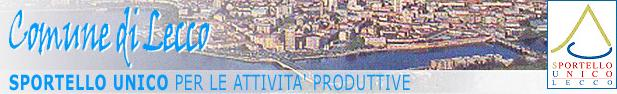 Comune di Lecco
SPORTELLO UNICO PER LE ATTIVITA' PRODUTTIVE
SPORTELLO
UNICO
LECCO